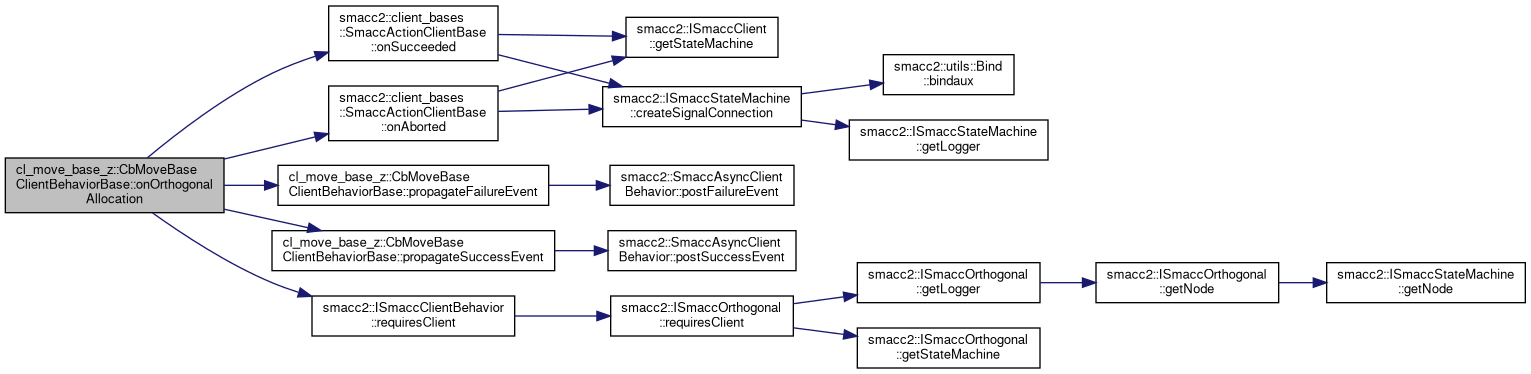 cl_move_base_z::CbMoveBase
ClientBehaviorBase::onOrthogonal
Allocation
smacc2::client_bases
::SmaccActionClientBase
::onSucceeded
smacc2::client_bases
::SmaccActionClientBase
::onAborted
cl_move_base_z::CbMoveBase
ClientBehaviorBase::propagateFailureEvent
cl_move_base_z::CbMoveBase
ClientBehaviorBase::propagateSuccessEvent
smacc2::ISmaccClientBehavior
::requiresClient
smacc2::ISmaccClient
::getStateMachine
smacc2::ISmaccStateMachine
::createSignalConnection
smacc2::SmaccAsyncClient
Behavior::postFailureEvent
smacc2::SmaccAsyncClient
Behavior::postSuccessEvent
smacc2::ISmaccOrthogonal
::requiresClient
smacc2::utils::Bind
::bindaux
smacc2::ISmaccStateMachine
::getLogger
smacc2::ISmaccOrthogonal
::getLogger
smacc2::ISmaccOrthogonal
::getStateMachine
smacc2::ISmaccOrthogonal
::getNode
smacc2::ISmaccStateMachine
::getNode